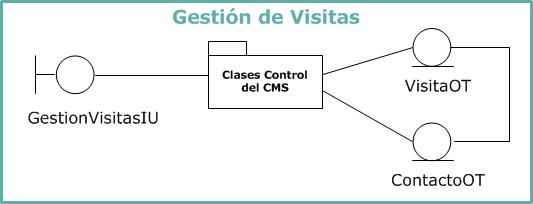 Gestión de Visitas
Clases Control
del CMS
VisitaOT
GestionVisitasIU
ContactoOT